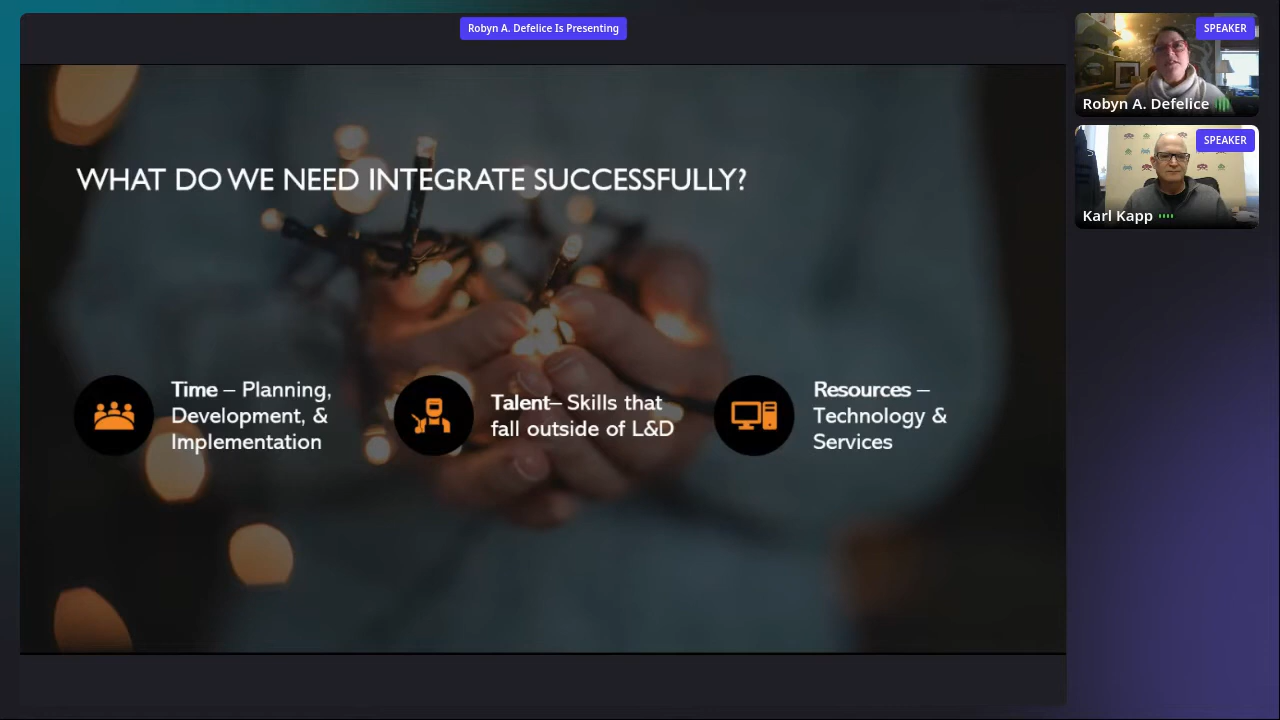 Robyn A. Defelice Is Presenting
SPEAKER
Robyn A. Defelice
SPEAKER
Karl Kapp
WHAT DO WE NEED INTEGRATE SUCCESSFULLY?
Time – Planning,
Development, &
Implementation
Talent– Skills that
fall outside of L&D
Resources –
Technology &
Services